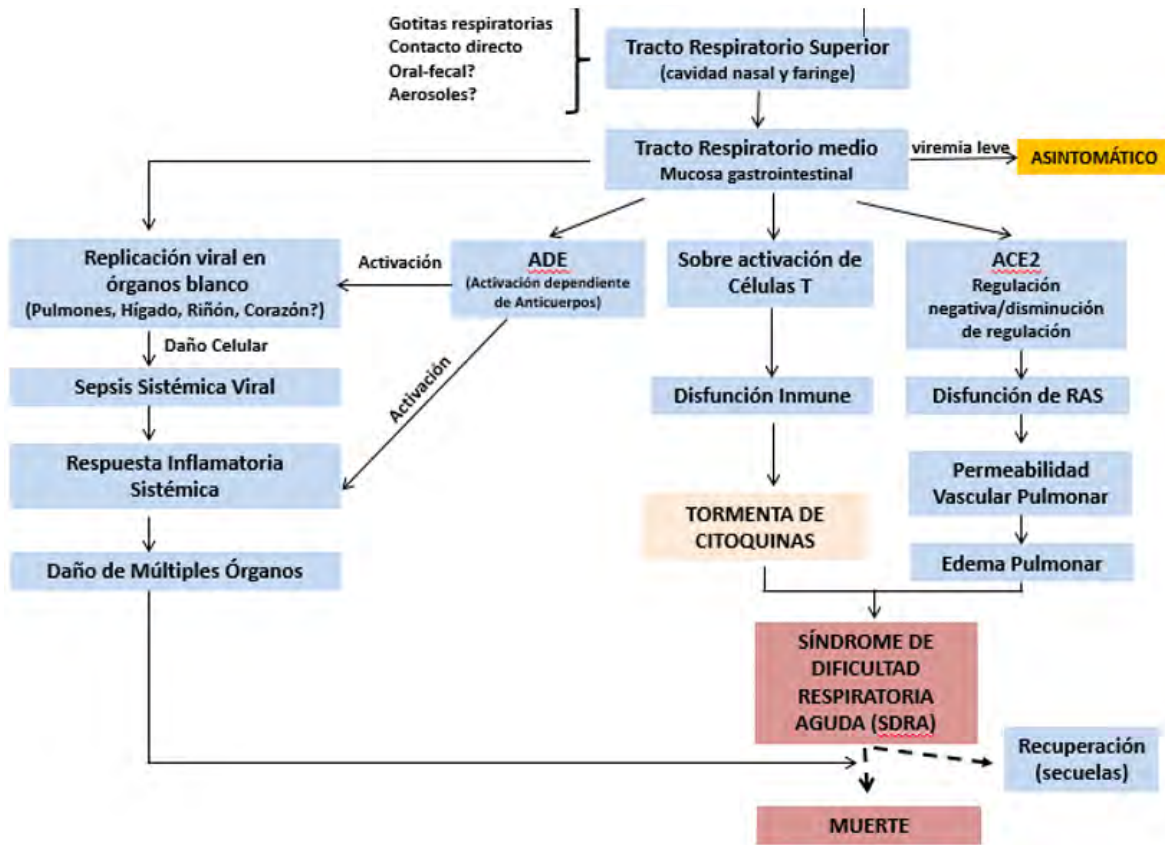 Gotitas respiratorias
Contacto directo
Oral-fecal?
Aerosoles?
Tracto Respiratorio Superior
(cavidad nasal y faringe)
Tracto Respiratorio medio
Mucosa gastrointestinal
viremia leve
ASINTOMÁTICO
Replicación viral en
órganos blanco
(Pulmones, Hígado, Riñón, Corazón?)
Activación
ADE
(Activación dependiente
de Anticuerpos)
Sobre activación de
Células T
ACE2
Regulación
negativa/disminución
de regulación
Daño Celular
Sepsis Sistémica Viral
Activación
Disfunción Inmune
Disfunción de RAS
Respuesta Inflamatoria
Sistémica
Permeabilidad
Vascular Pulmonar
TORMENTA DE
CITOQUINAS
Daño de Múltiples Órganos
Edema Pulmonar
SÍNDROME DE
DIFICULTAD
RESPIRATORIA
AGUDA (SDRA)
Recuperación
(secuelas)
MUERTE